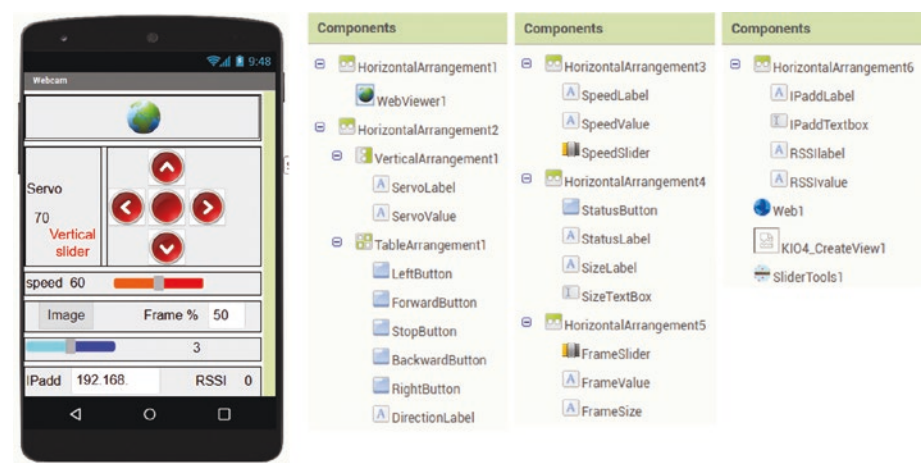 9:48
Webcam
Servo
70
Vertical
slider
speed 60
Image Frame % 50
3
IPadd 192.168. RSSI 0
Components
HorizontalArrangement1
WebViewer1
HorizontalArrangement2
VerticalArrangement1
ServoLabel
ServoValue
TableArrangement1
LeftButton
ForwardButton
StopButton
BackwardButton
RightButton
DirectionLabel
Components
HorizontalArrangement3
SpeedLabel
SpeedValue
SpeedSlider
HorizontalArrangement4
StatusButton
StatusLabel
SizeLabel
SizeTextBox
HorizontalArrangement5
FrameSlider
FrameValue
FrameSize
Components
HorizontalArrangement6
IPaddLabel
IPaddTextbox
RSSIlabel
RSSIvalue
Web1
KIO4_CreateView1
SliderTools1